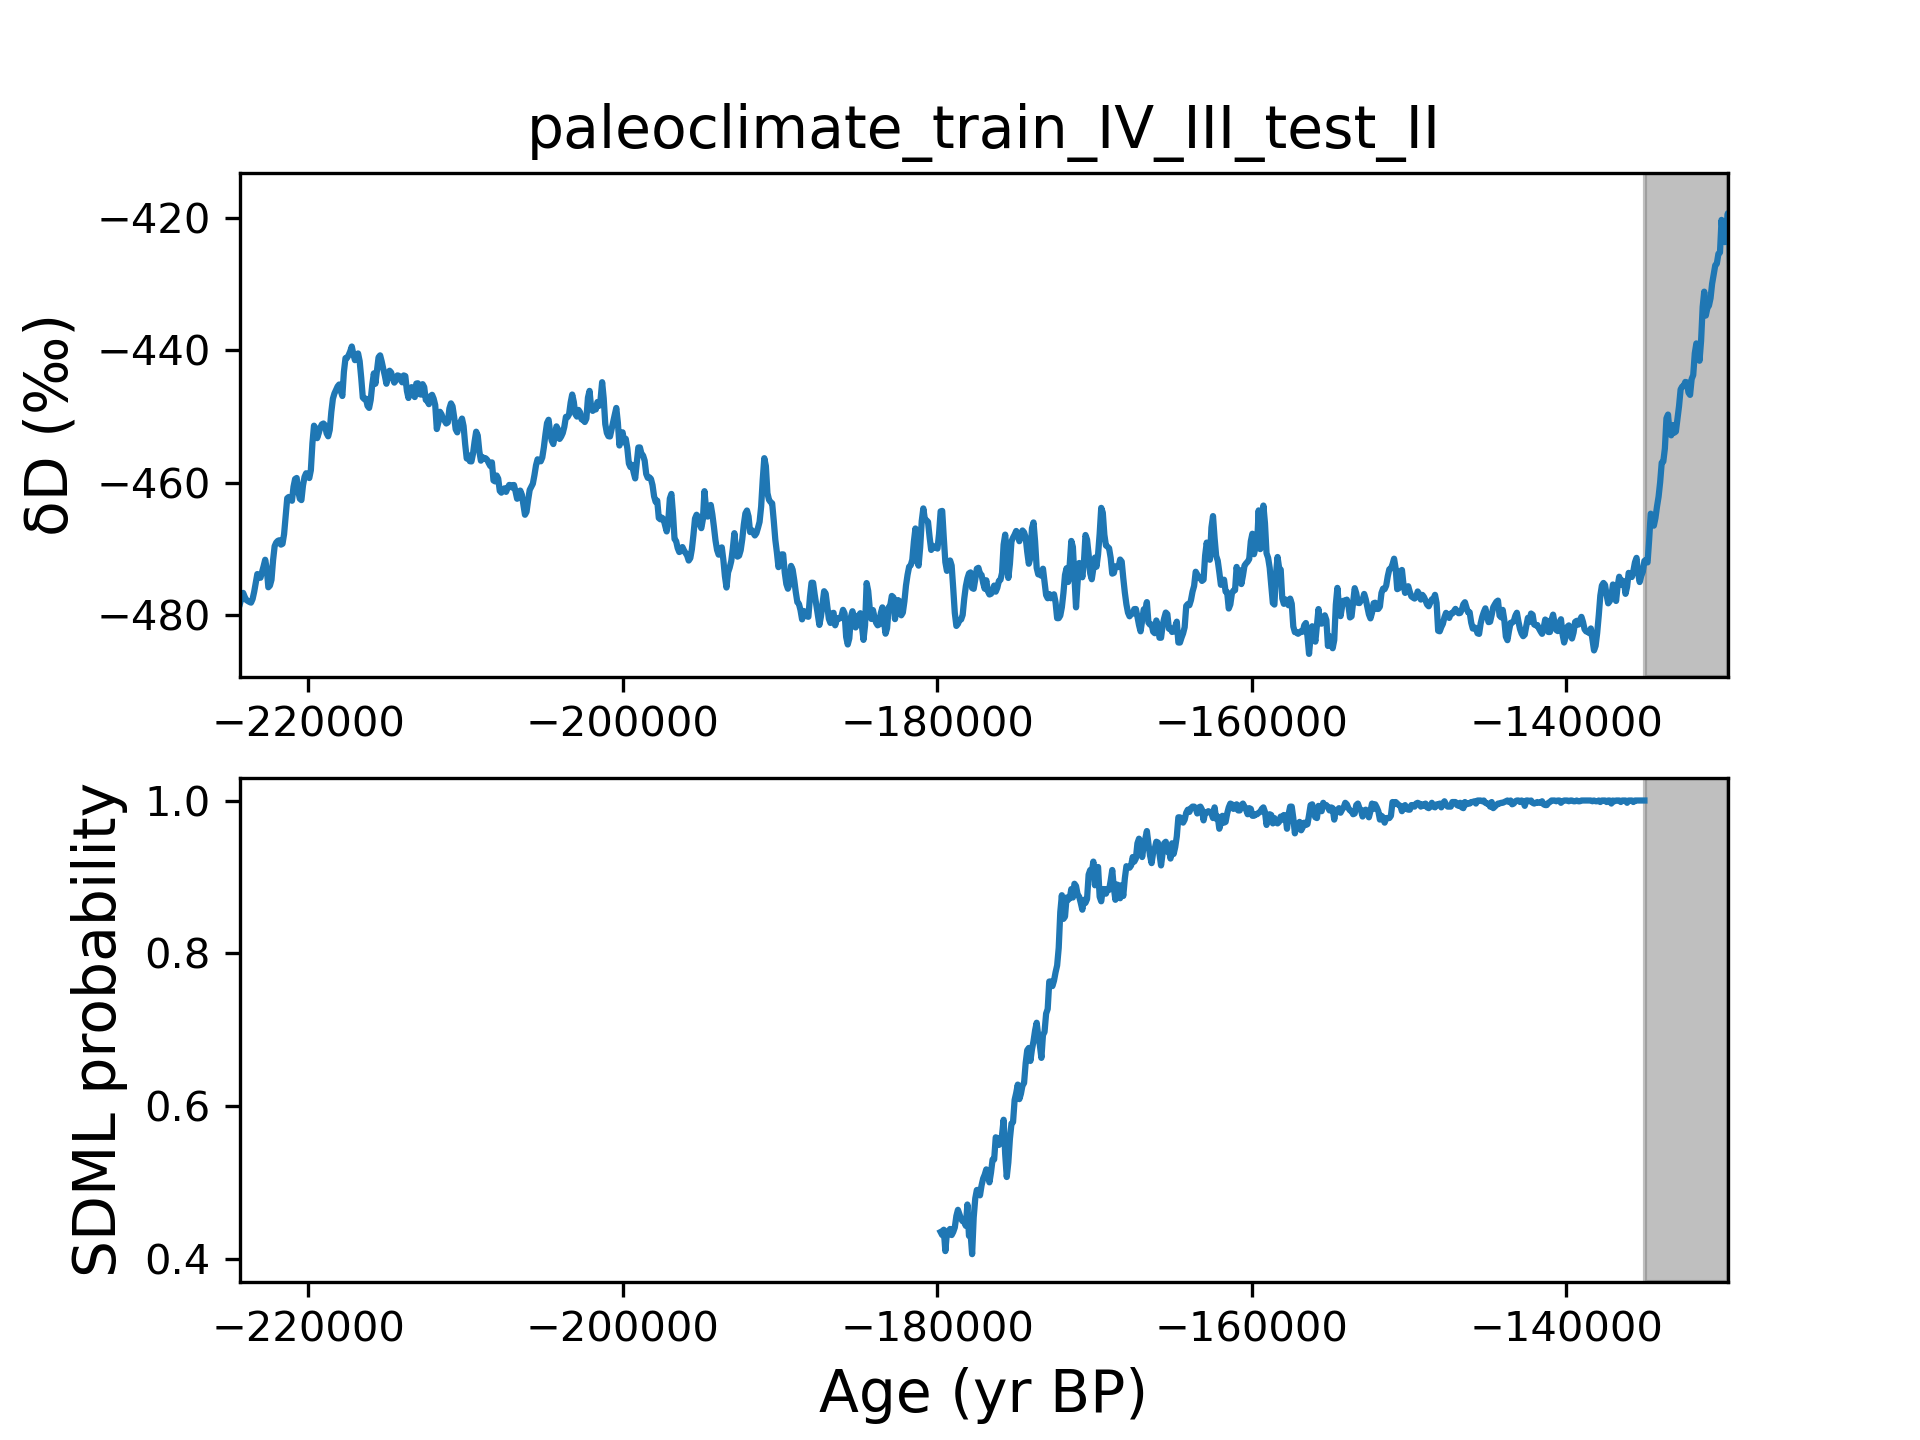 paleoclimate_train_IV_III_test_II
δD (‰)
−420
−440
−460
−480
−220000 −200000 −180000 −160000 −140000
SDML probability
1.0
0.8
0.6
0.4
−220000 −200000 −180000 −160000 −140000
Age (yr BP)